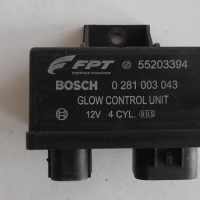 FPT 55203394
POWERTRAIN TECHNOLOGIES
BOSCH 0 281 003 043
GLOW CONTROL UNIT
12V 4 CYL.